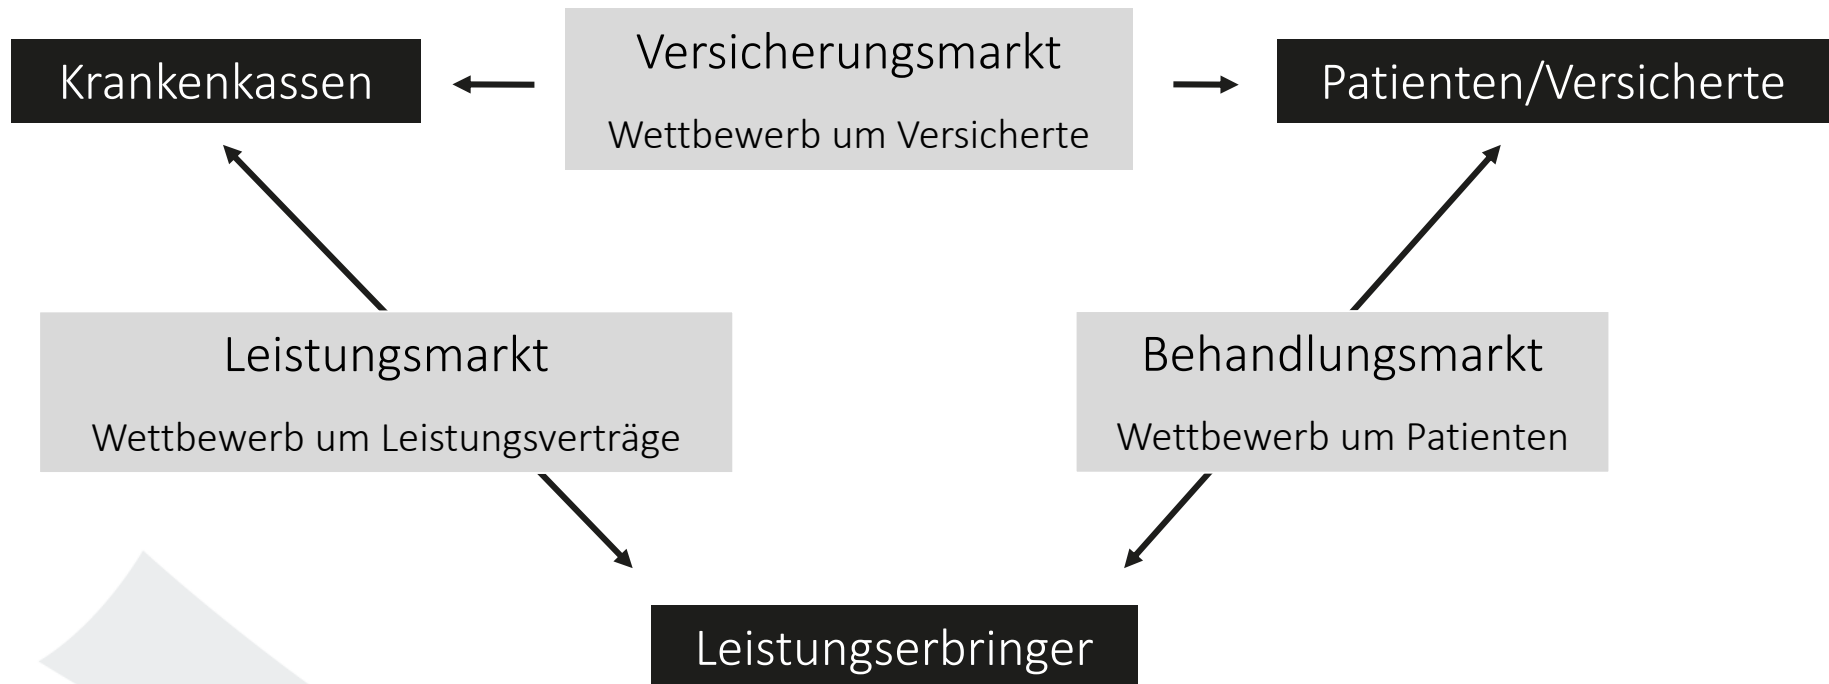 Krankenkassen
Versicherungsmarkt
Wettbewerb um Versicherte
Patienten/Versicherte
Leistungsmarkt
Wettbewerb um Leistungsverträge
Behandlungsmarkt
Wettbewerb um Patienten
Leistungserbringer